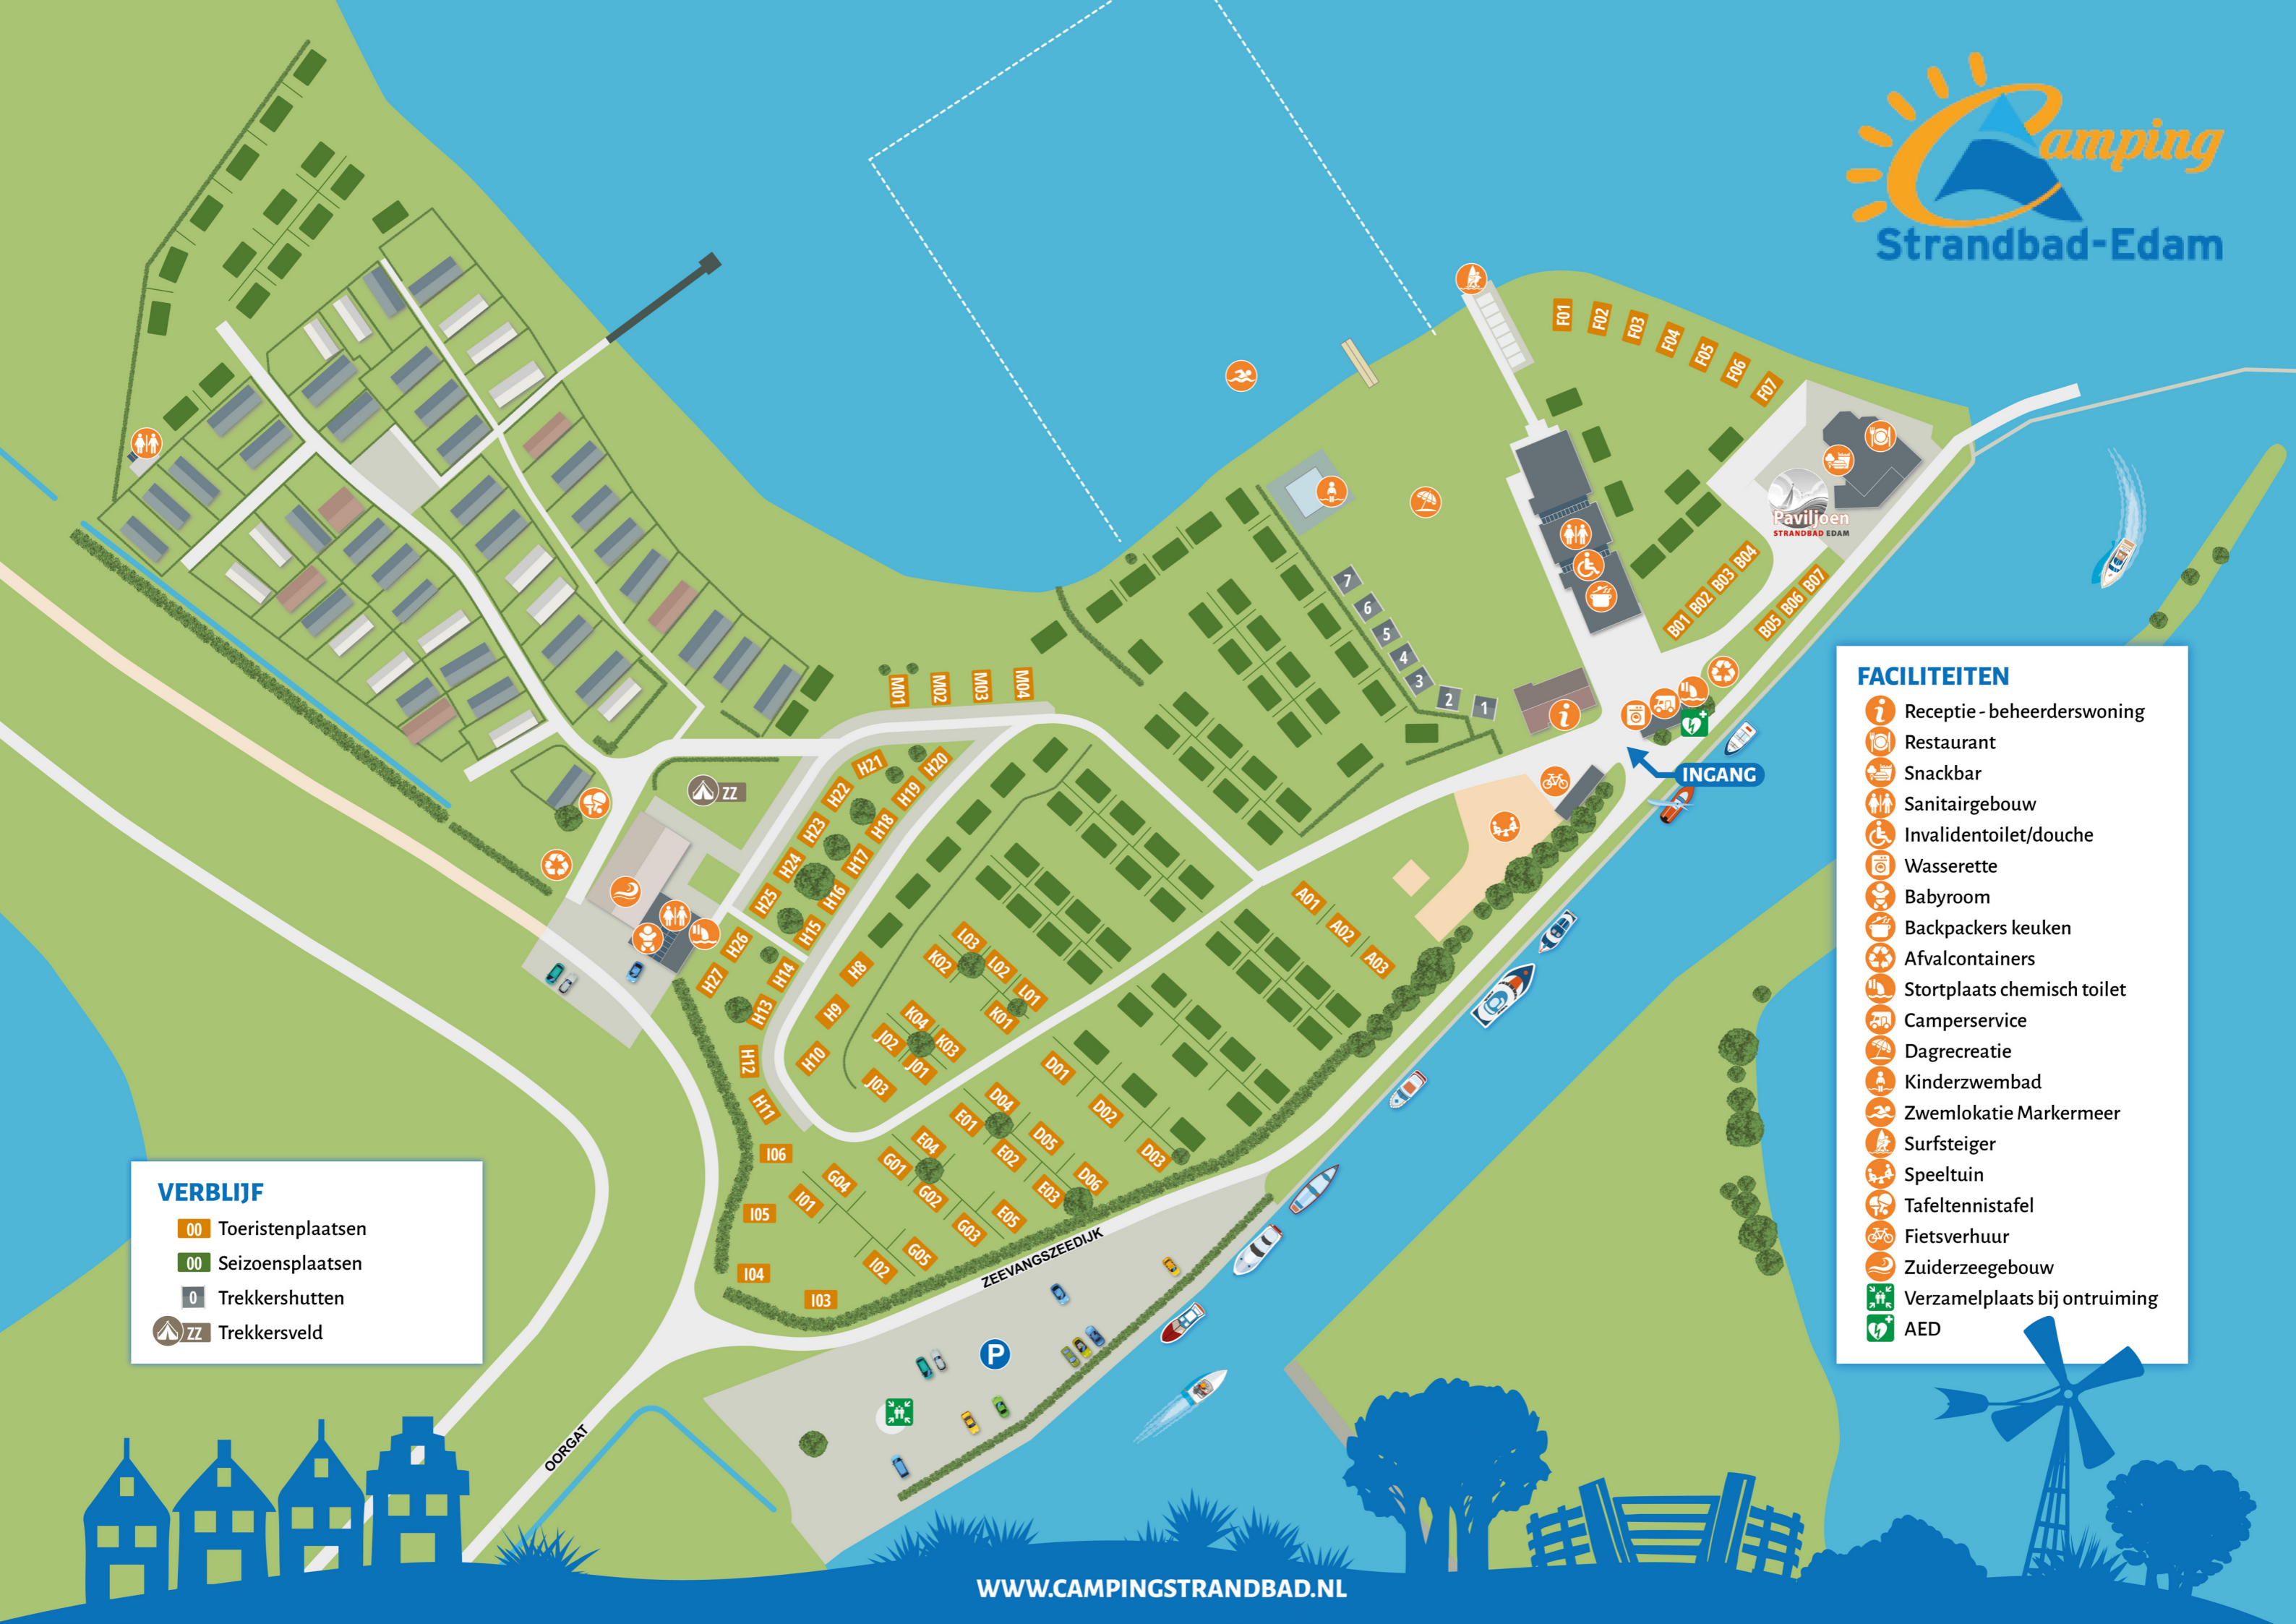 Camping
Strandbad-Edam
F01
F02
F03
F04
F05
F06
F07
Paviljoen
STRANDBAD EDAM
B01 B02 B03 B04
B05 B06 B07
7
6
5
4
3
2
1
INGANG
M01
M02
M03
M04
ZZ
H21
H20
H22
H19
H23
H18
H24
H17
H25
H16
H26
H15
H27
H14
H13
H12
H11
H8
H9
H10
A01
A02
A03
L03
L02
L01
K02
K01
K04
K03
J02
J01
J03
D01
D02
D03
D04
D05
D06
E01
E02
E03
E04
E05
G01
G02
G03
G04
G05
I06
I01
I05
I02
I04
I03
ZEEVANGSZEEDIJK
P
OORGAT
VERBLIJF
00 Toeristenplaatsen
00 Seizoensplaatsen
0 Trekkershutten
ZZ Trekkersveld
FACILITEITEN
Receptie - beheerderswoning
Restaurant
Snackbar
Sanitairgebouw
Invalidentoilet/douche
Wasserette
Babyroom
Backpackers keuken
Afvalcontainers
Stortplaats chemisch toilet
Camperservice
Dagrecreatie
Kinderzwembad
Zwemlokatie Markermeer
Surfsteiger
Speeltuin
Tafeltennistafel
Fietsverhuur
Zuiderzeegebouw
Verzamelplaats bij ontruiming
AED
WWW.CAMPINGSTRANDBAD.NL